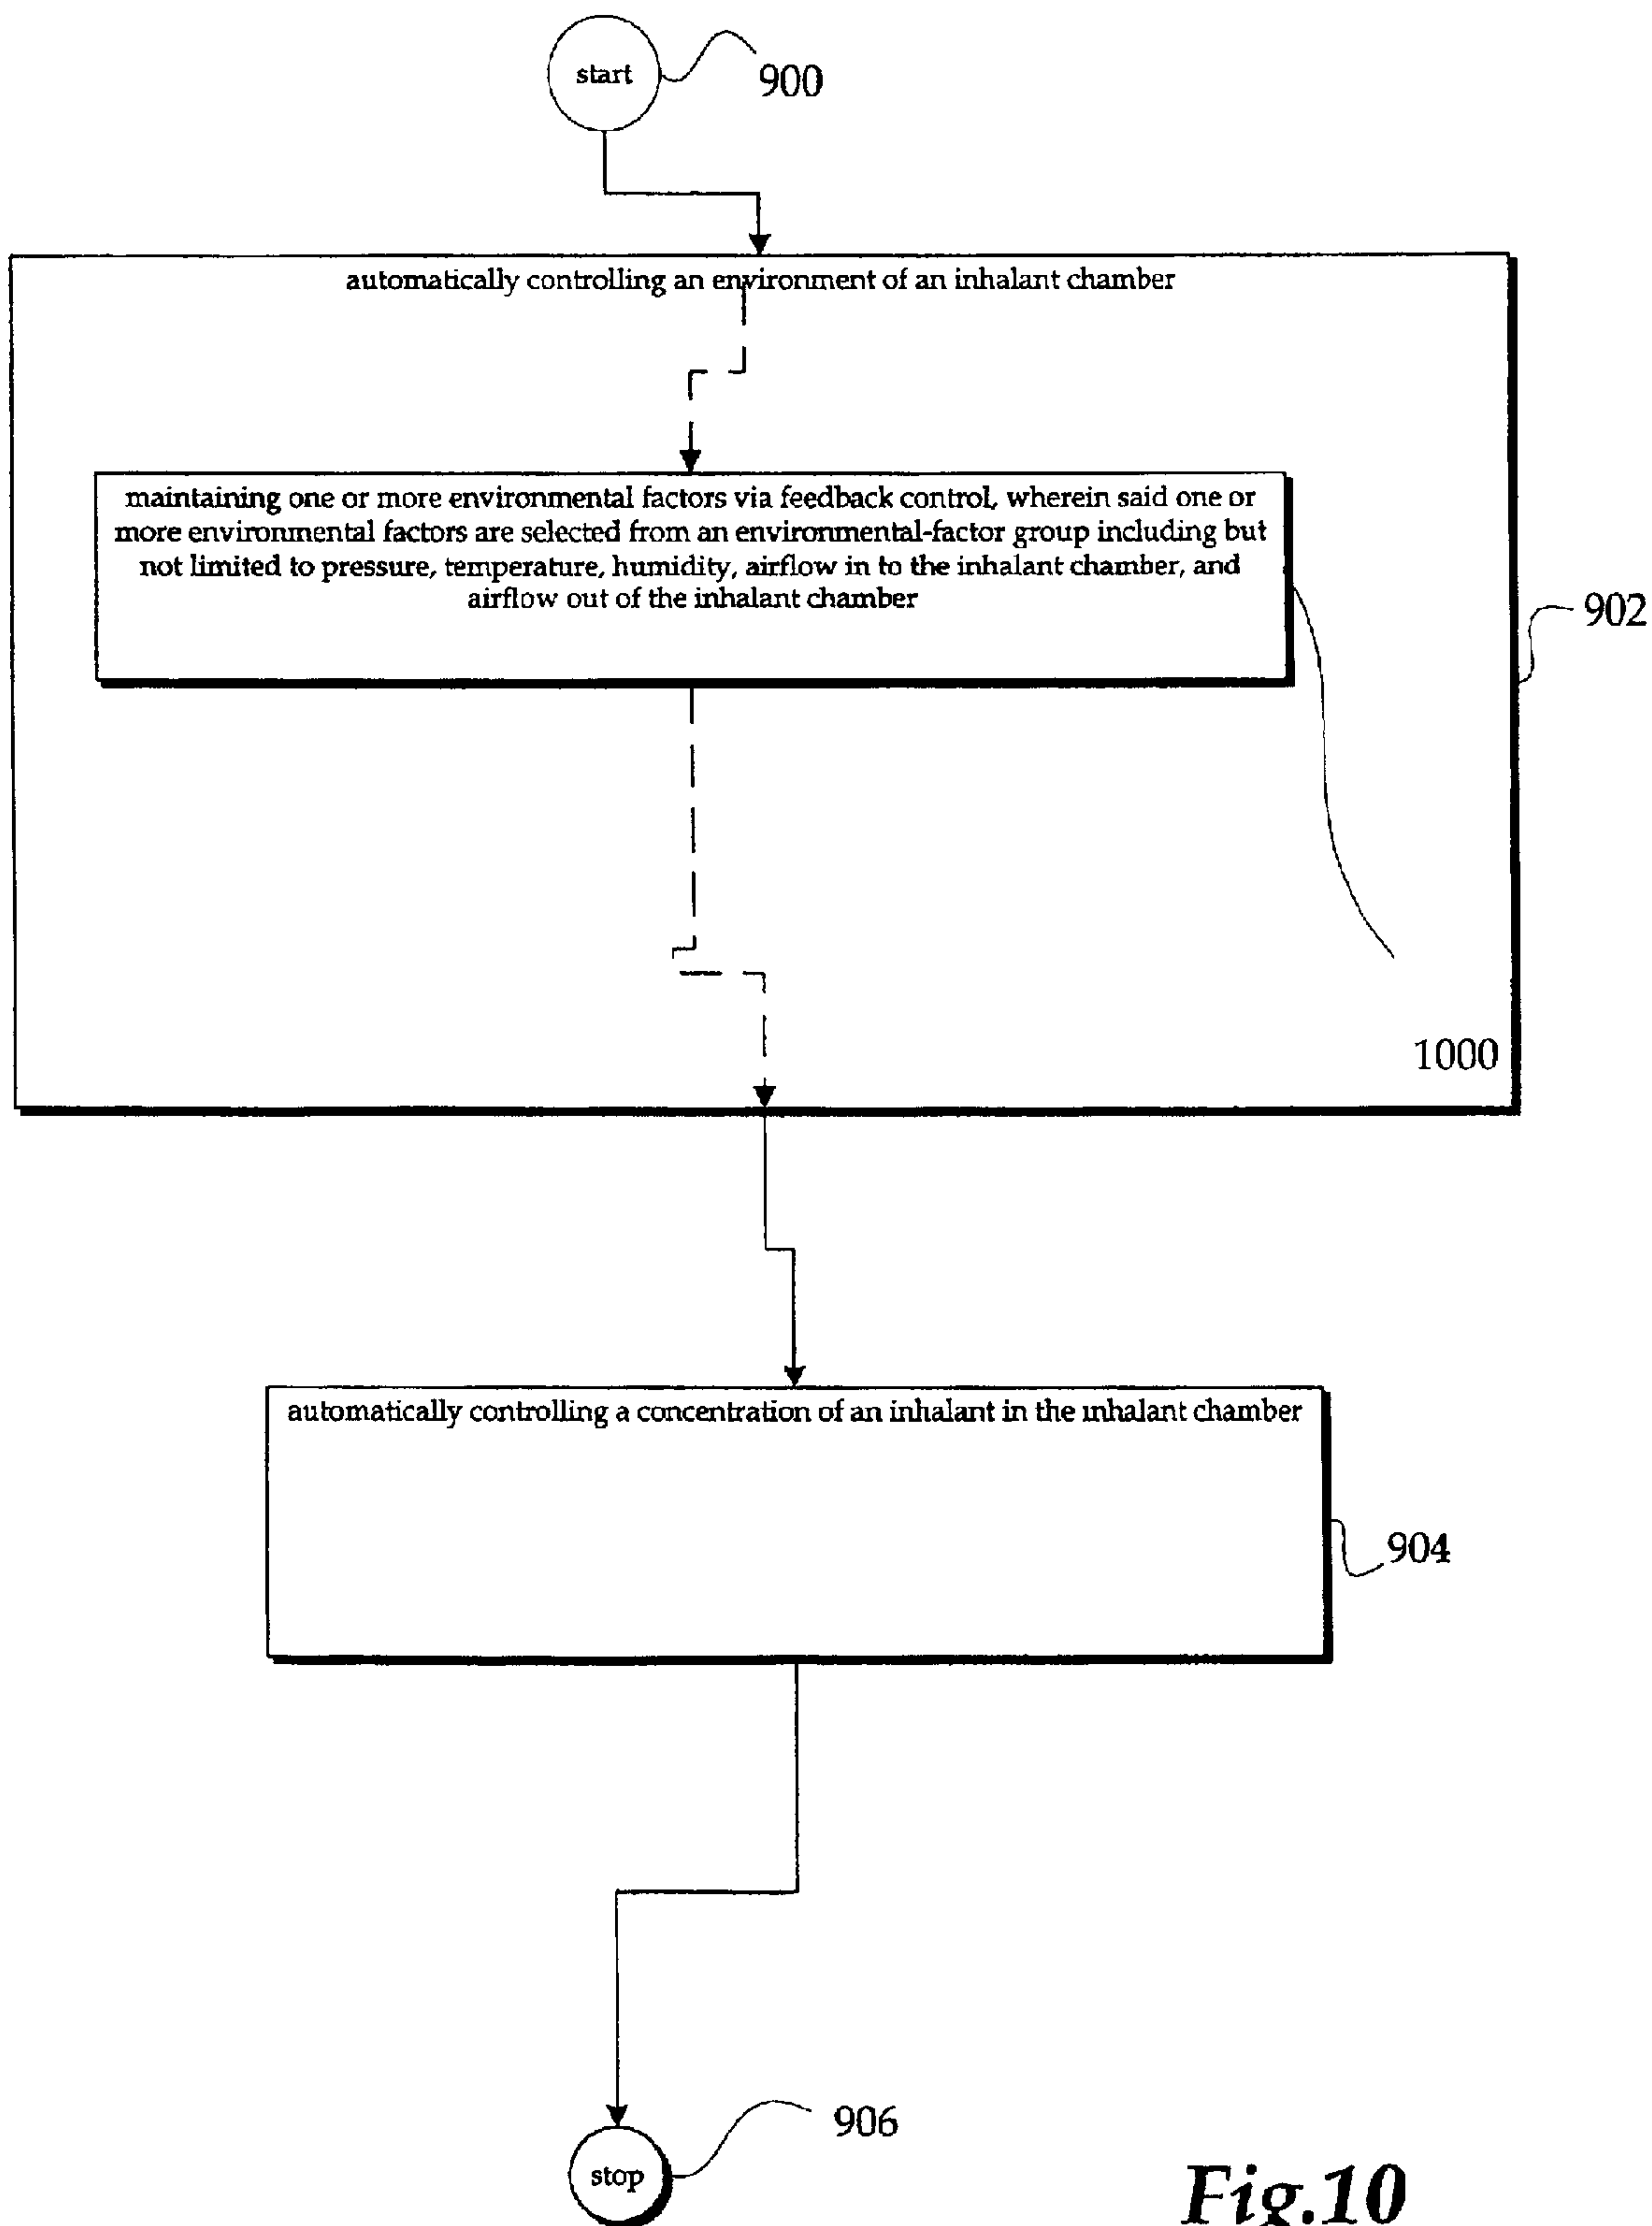 start
900
automatically controlling an environment of an inhalant chamber
maintaining one or more environmental factors via feedback control, wherein said one or
more environmental factors are selected from an environmental-factor group including but
not limited to pressure, temperature, humidity, airflow in to the inhalant chamber, and
airflow out of the inhalant chamber
902
1000
automatically controlling a concentration of an inhalant in the inhalant chamber
904
906
stop
Fig.10